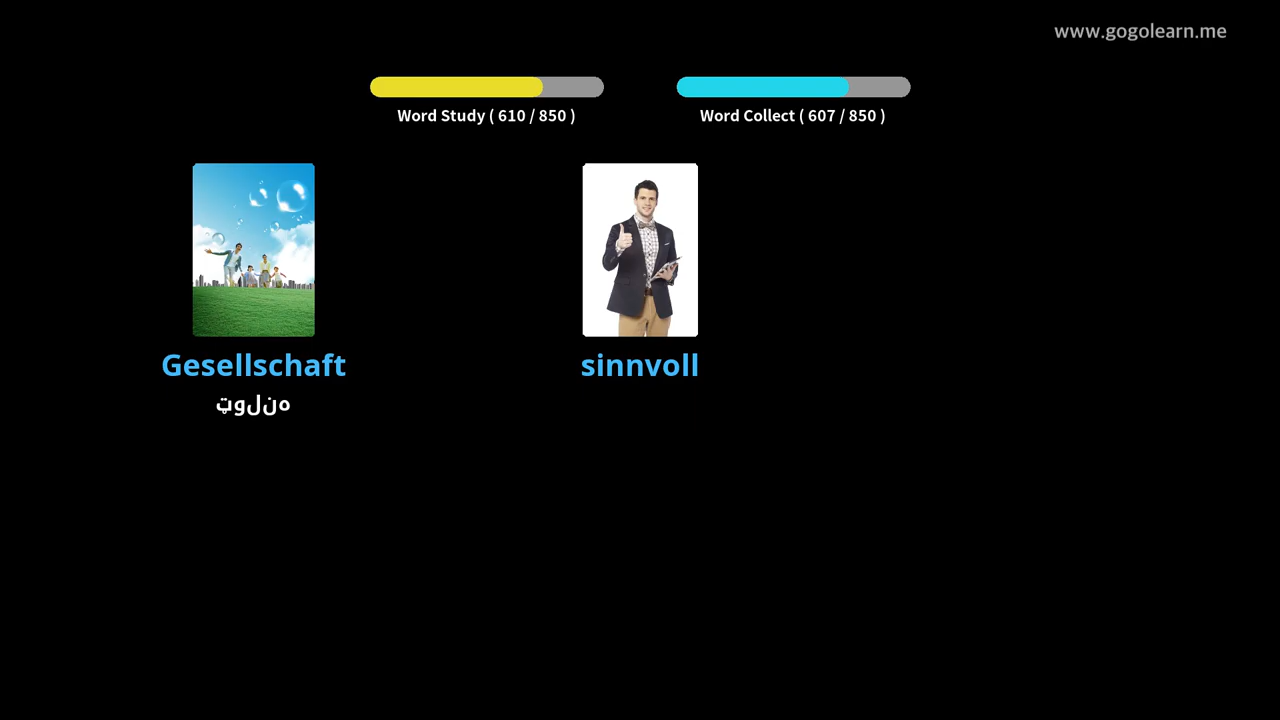 www.gogolearn.me
Word Study ( 610 / 850 )
Word Collect ( 607 / 850 )
Gesellschaft
ټولنه
sinnvoll